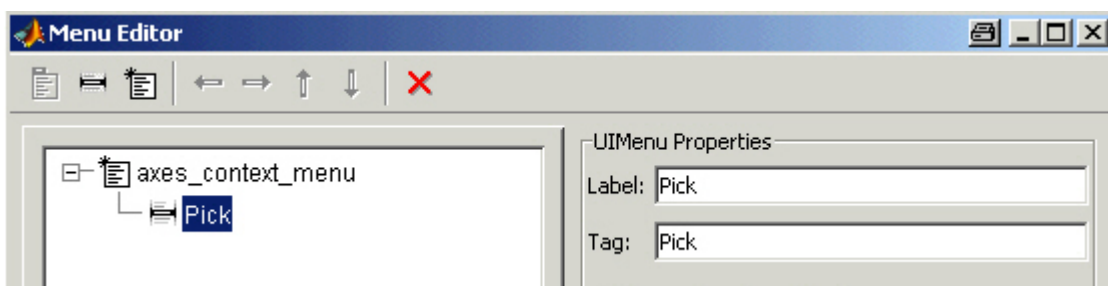 Menu Editor
axes_context_menu
Pick
UIMenu Properties
Label: Pick
Tag: Pick